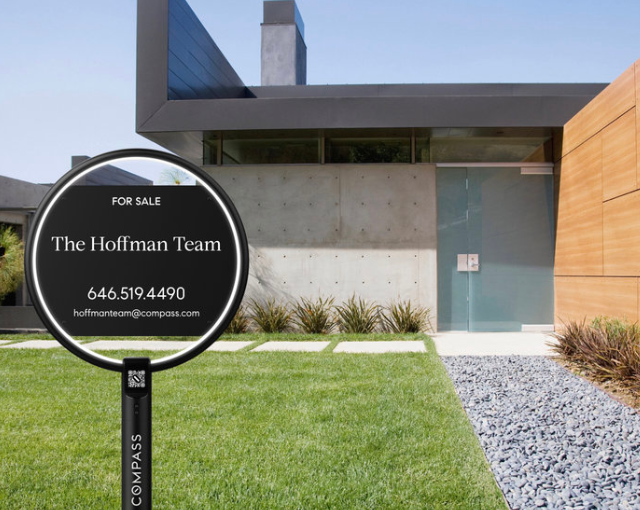 FOR SALE
The Hoffman Team
646.519.4490
hoffmanteam@compass.com
COMPASS